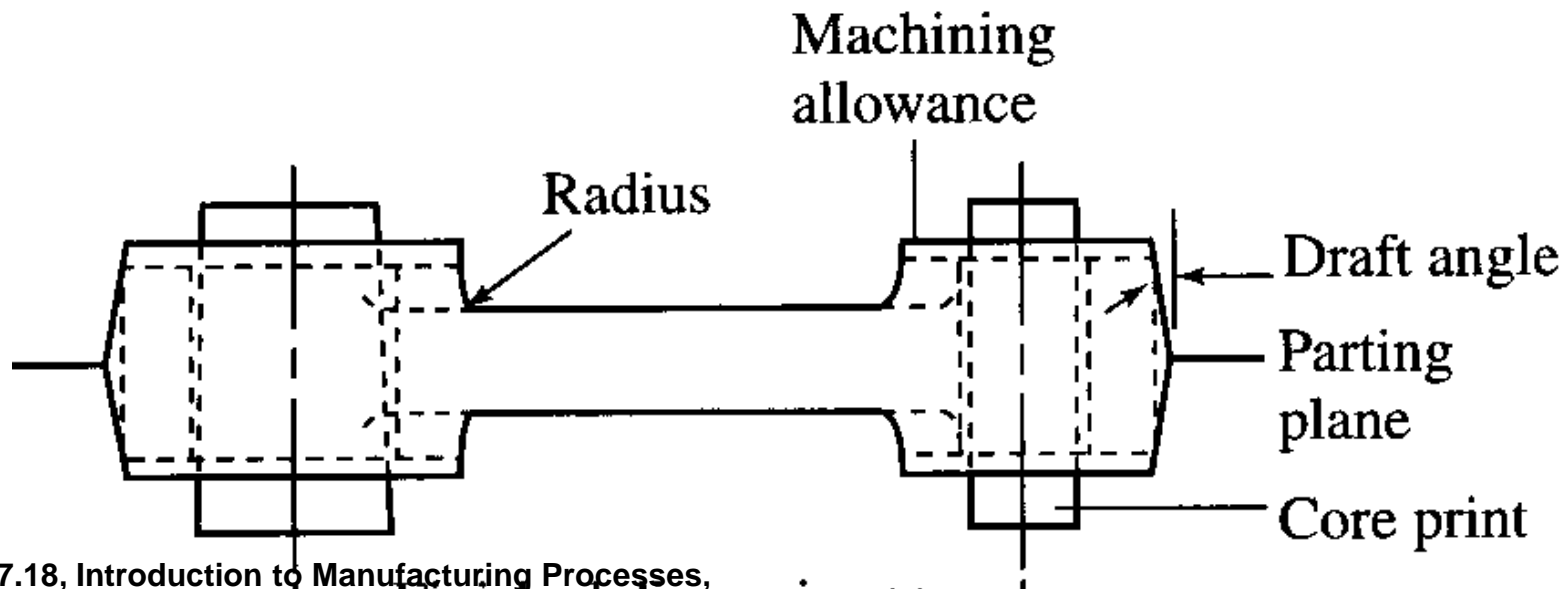 Machining
allowance
Radius
Draft angle
Parting
plane
Core print
7.18, Introduction to Manufacturing Processes,